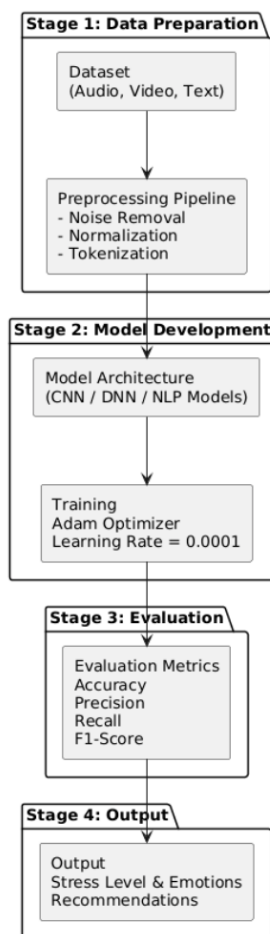 Stage 1: Data Preparation
Dataset
(Audio, Video, Text)
Preprocessing Pipeline
- Noise Removal
- Normalization
- Tokenization
Stage 2: Model Development
Model Architecture
(CNN / DNN / NLP Models)
Training
Adam Optimizer
Learning Rate = 0.0001
Stage 3: Evaluation
Evaluation Metrics
Accuracy
Precision
Recall
F1-Score
Stage 4: Output
Output
Stress Level & Emotions
Recommendations